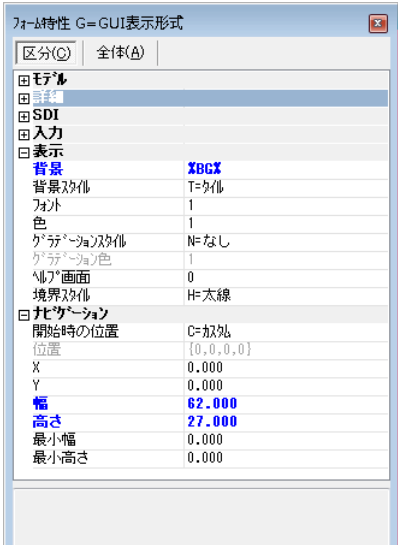 ﾌｫｰﾑ特性 G=GUI表示形式
区分(C) 全体(A)
ﾓﾃﾞﾙ
詳細
SDI
入力
表示
背景 %BG%
背景ｽﾀｲﾙ T=ﾀｲﾙ
ﾌｫﾝﾄ 1
色 1
ｸﾞﾗﾃﾞｰｼｮﾝｽﾀｲﾙ N=なし
ｸﾞﾗﾃﾞｰｼｮﾝ色 1
ﾍﾙﾌﾟ画面 0
境界ｽﾀｲﾙ H=太線
ﾅﾋﾞｹﾞｰｼｮﾝ
開始時の位置 C=ｶｽﾀﾑ
位置 {0,0,0,0}
X 0.000
Y 0.000
幅 62.000
高さ 27.000
最小幅 0.000
最小高さ 0.000